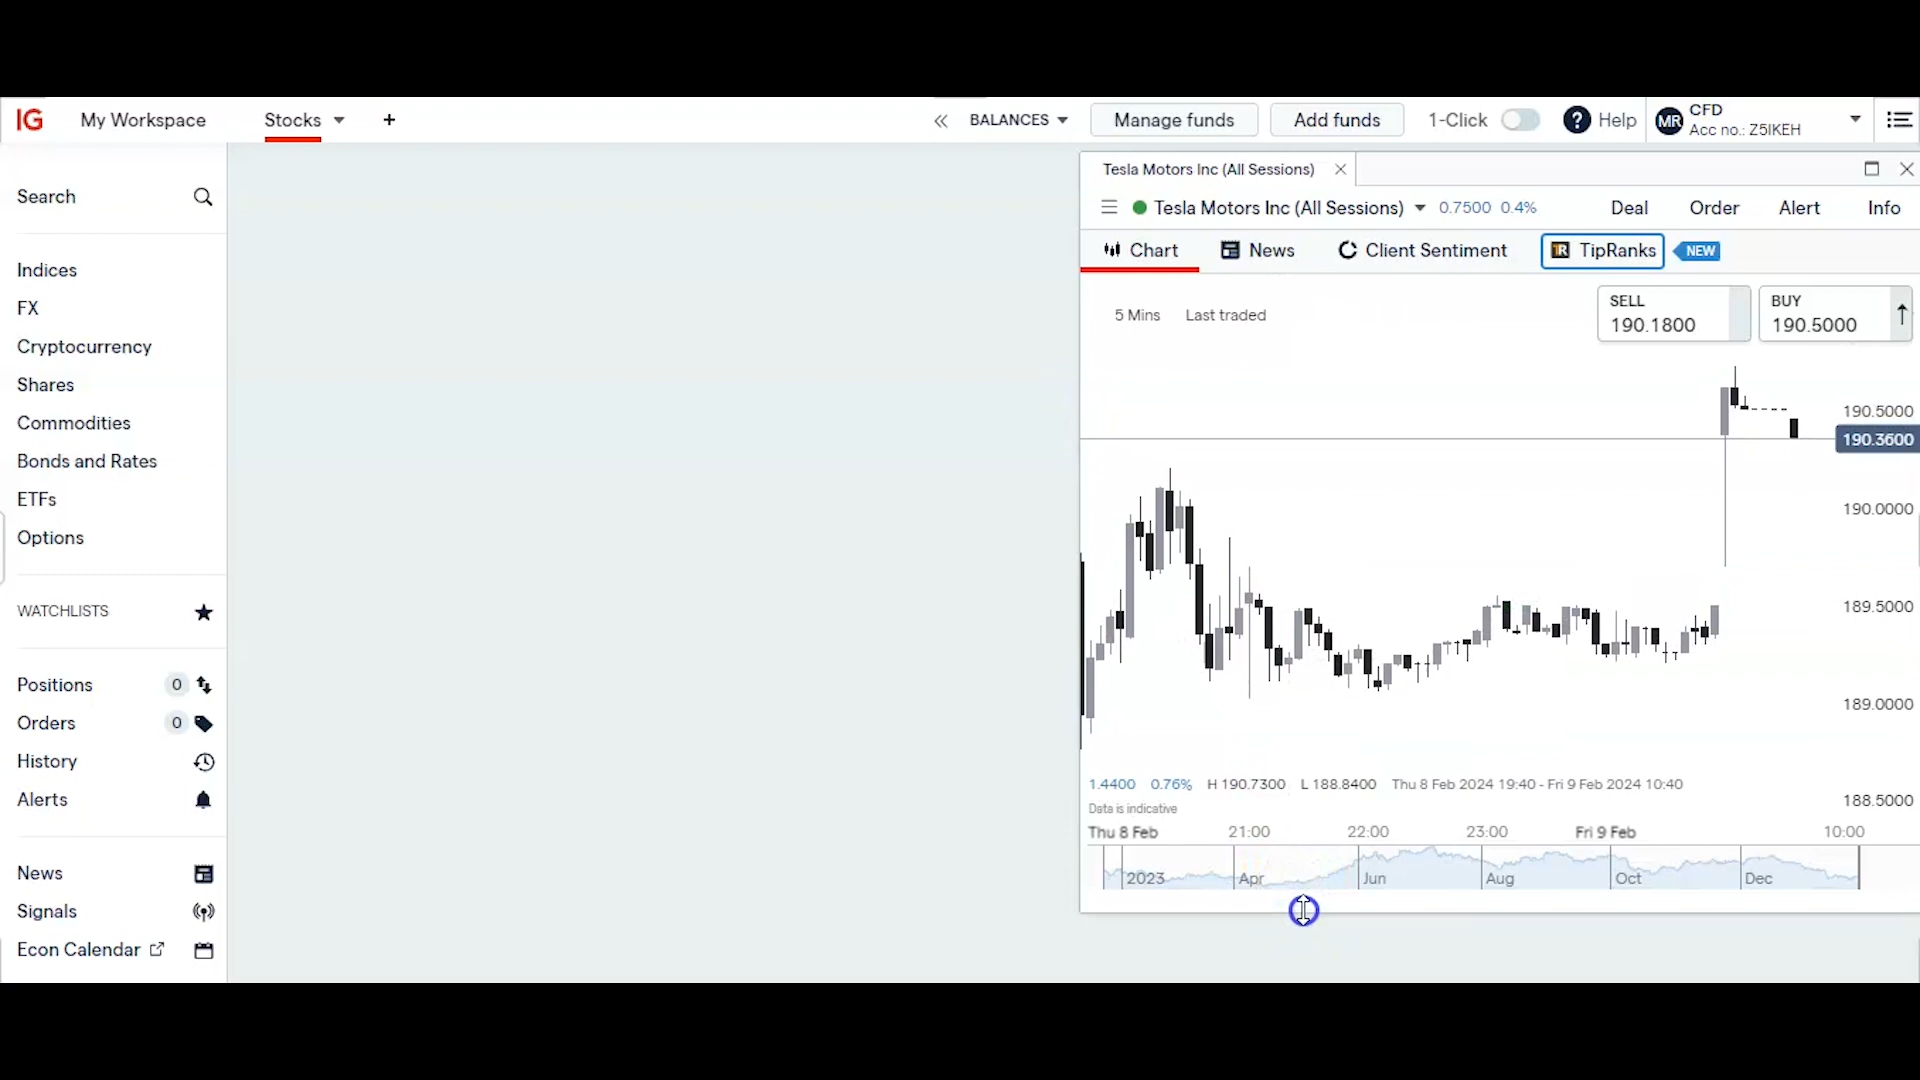 IG My Workspace Stocks + BALANCES Manage funds Add funds 1-Click ? Help MR CFD
Acc no.: Z5IKEH
Search
Indices
FX
Cryptocurrency
Shares
Commodities
Bonds and Rates
ETFs
Options
WATCHLISTS
Positions 0
Orders 0
History
Alerts
News
Signals
Econ Calendar
Tesla Motors Inc (All Sessions)
Tesla Motors Inc (All Sessions) 0.7500 0.4% Deal Order Alert Info
Chart News Client Sentiment TR TipRanks NEW
5 Mins Last traded
SELL
190.1800
BUY
190.5000
190.5000
190.3600
190.0000
189.5000
189.0000
188.5000
1.4400 0.76% H 190.7300 L 188.8400 Thu 8 Feb 2024 19:40 - Fri 9 Feb 2024 10:40
Data is indicative
Thu 8 Feb 21:00 22:00 23:00 Fri 9 Feb 10:00
2023 Apr Jun Aug Oct Dec